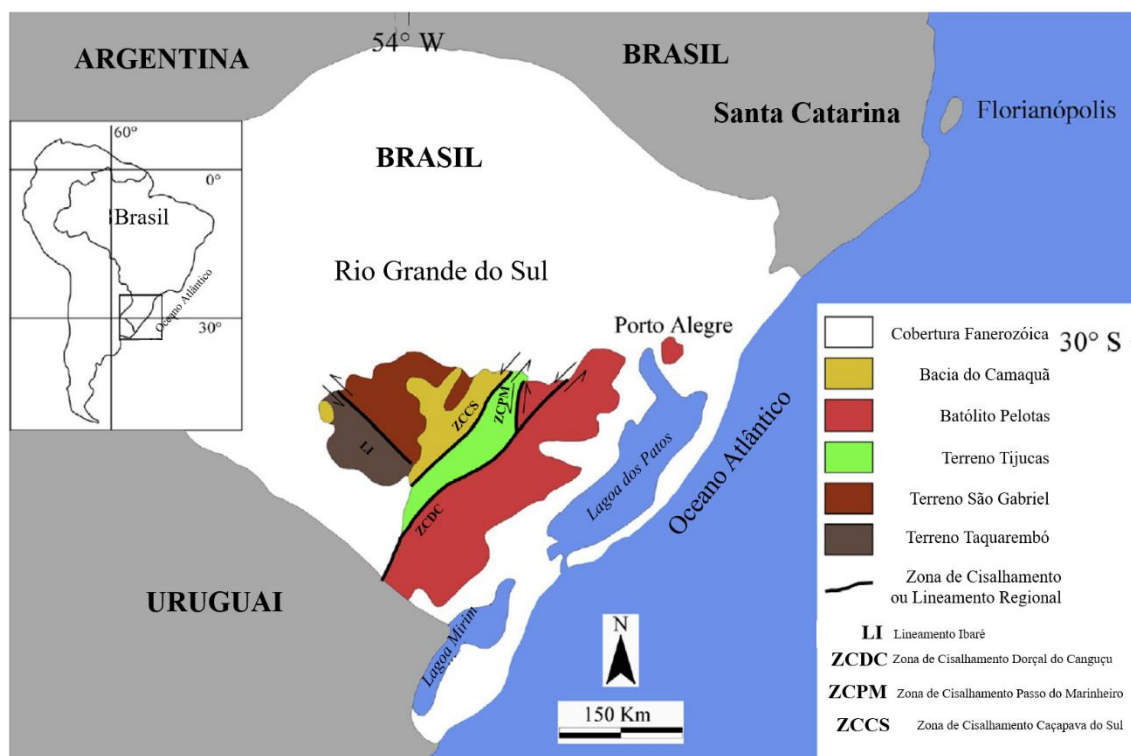 54° W
ARGENTINA
BRASIL
Santa Catarina
Florianópolis
60°
0°
Brasil
Oceano Atlântico
30°
BRASIL
Rio Grande do Sul
Porto Alegre
ZCCS
ZCPM
LI
ZCDC
Lagoa dos Patos
Oceano Atlântico
URUGUAI
Lagoa Mirim
N
150 Km
Cobertura Fanerozóica
30° S
Bacia do Camaquã
Batólito Pelotas
Terreno Tijucas
Terreno São Gabriel
Terreno Taquarembó
Zona de Cisalhamento
ou Lineamento Regional
LI Lineamento Ibaré
ZCDC Zona de Cisalhamento Dorçal do Canguçu
ZCPM Zona de Cisalhamento Passo do Marinheiro
ZCCS Zona de Cisalhamento Caçapava do Sul